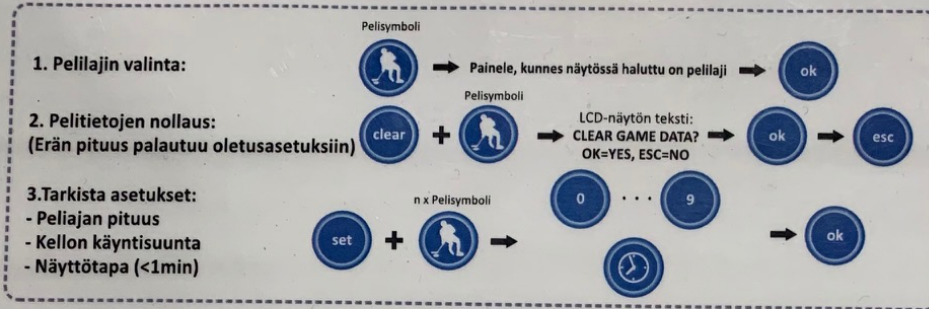 Pelisymboli
1. Pelilajin valinta:
Painele, kunnes näytössä haluttu on pelilaji
ok
Pelisymboli
2. Pelitietojen nollaus:
(Erän pituus palautuu oletusasetuksiin)
clear
+
LCD-näytön teksti:
CLEAR GAME DATA?
OK=YES, ESC=NO
ok
esc
3.Tarkista asetukset:
- Peliajan pituus
- Kellon käyntisuunta
- Näyttötapa (<1min)
set
+
n x Pelisymboli
0 . . . 9
ok